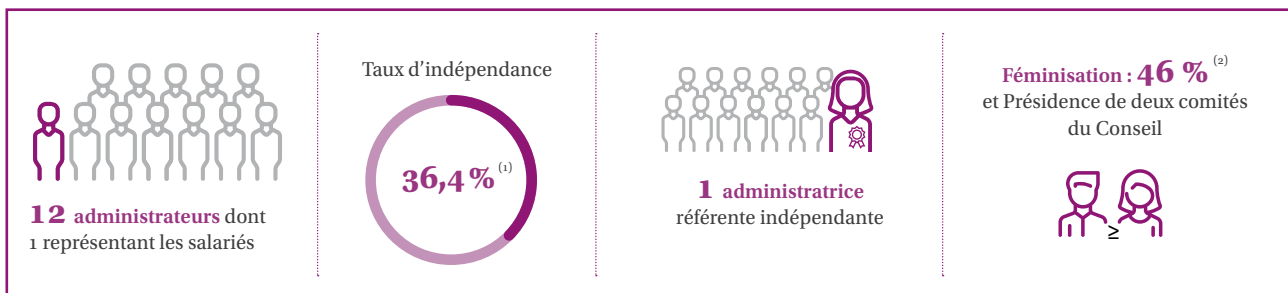 12 administrateurs dont
1 représentant les salariés
Taux d'indépendance
36,4 % (1)
1 administratrice
référente indépendante
Féminisation : 46 % (2)
et Présidence de deux comités
du Conseil
≥